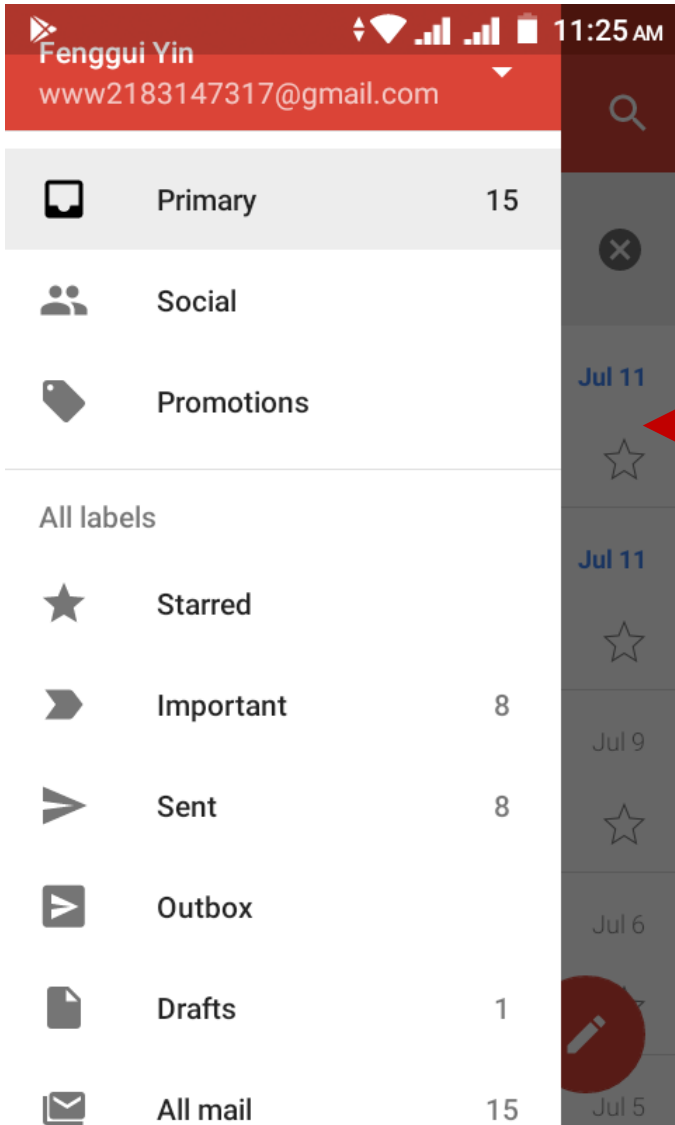 11:25 AM
Fenggui Yin
www2183147317@gmail.com
Primary 15
Social
Promotions
Jul 11
All labels
Jul 11
Starred
Important 8
Jul 9
Sent 8
Outbox
Jul 6
Drafts 1
All mail 15
Jul 5